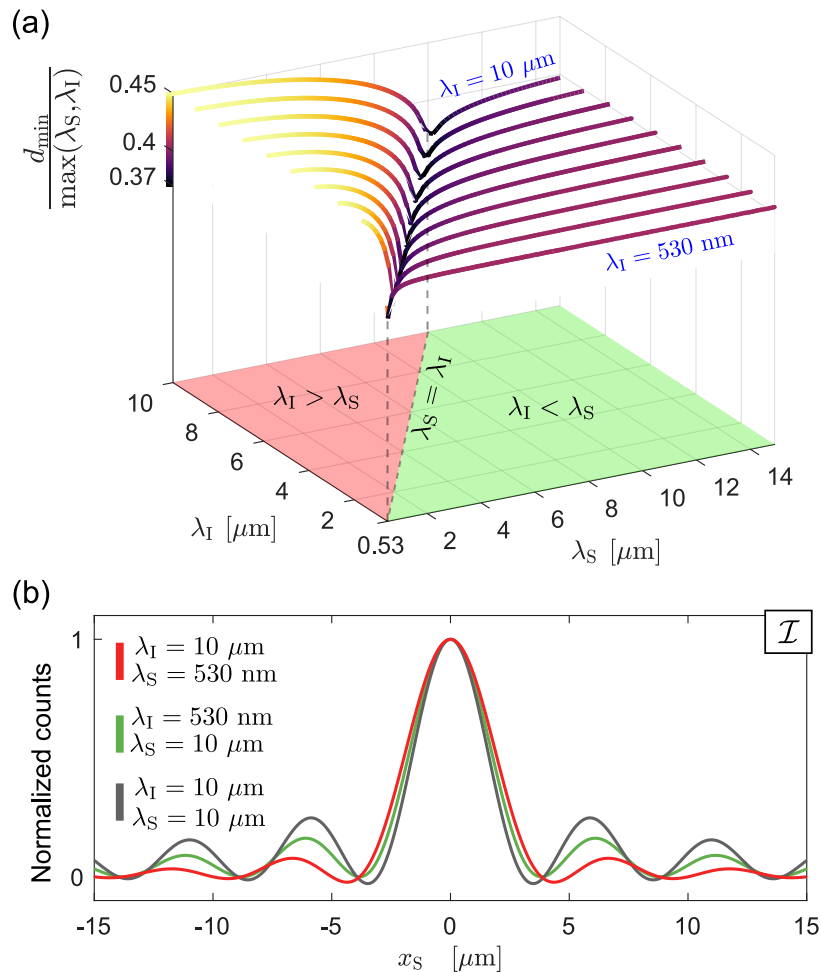 (a)
d_min
max(λ_S, λ_I)
0.45
0.4
0.37
λ_I = 10 μm
λ_I = 530 nm
λ_I > λ_S
λ_S = λ_I
λ_I < λ_S
10
8
6
4
2
0.53
2
4
6
8
10
12
14
λ_I [μm]
λ_S [μm]
(b)
ℐ
1
0
Normalized counts
λ_I = 10 μm
λ_S = 530 nm
λ_I = 530 nm
λ_S = 10 μm
λ_I = 10 μm
λ_S = 10 μm
-15
-10
-5
0
5
10
15
x_S [μm]